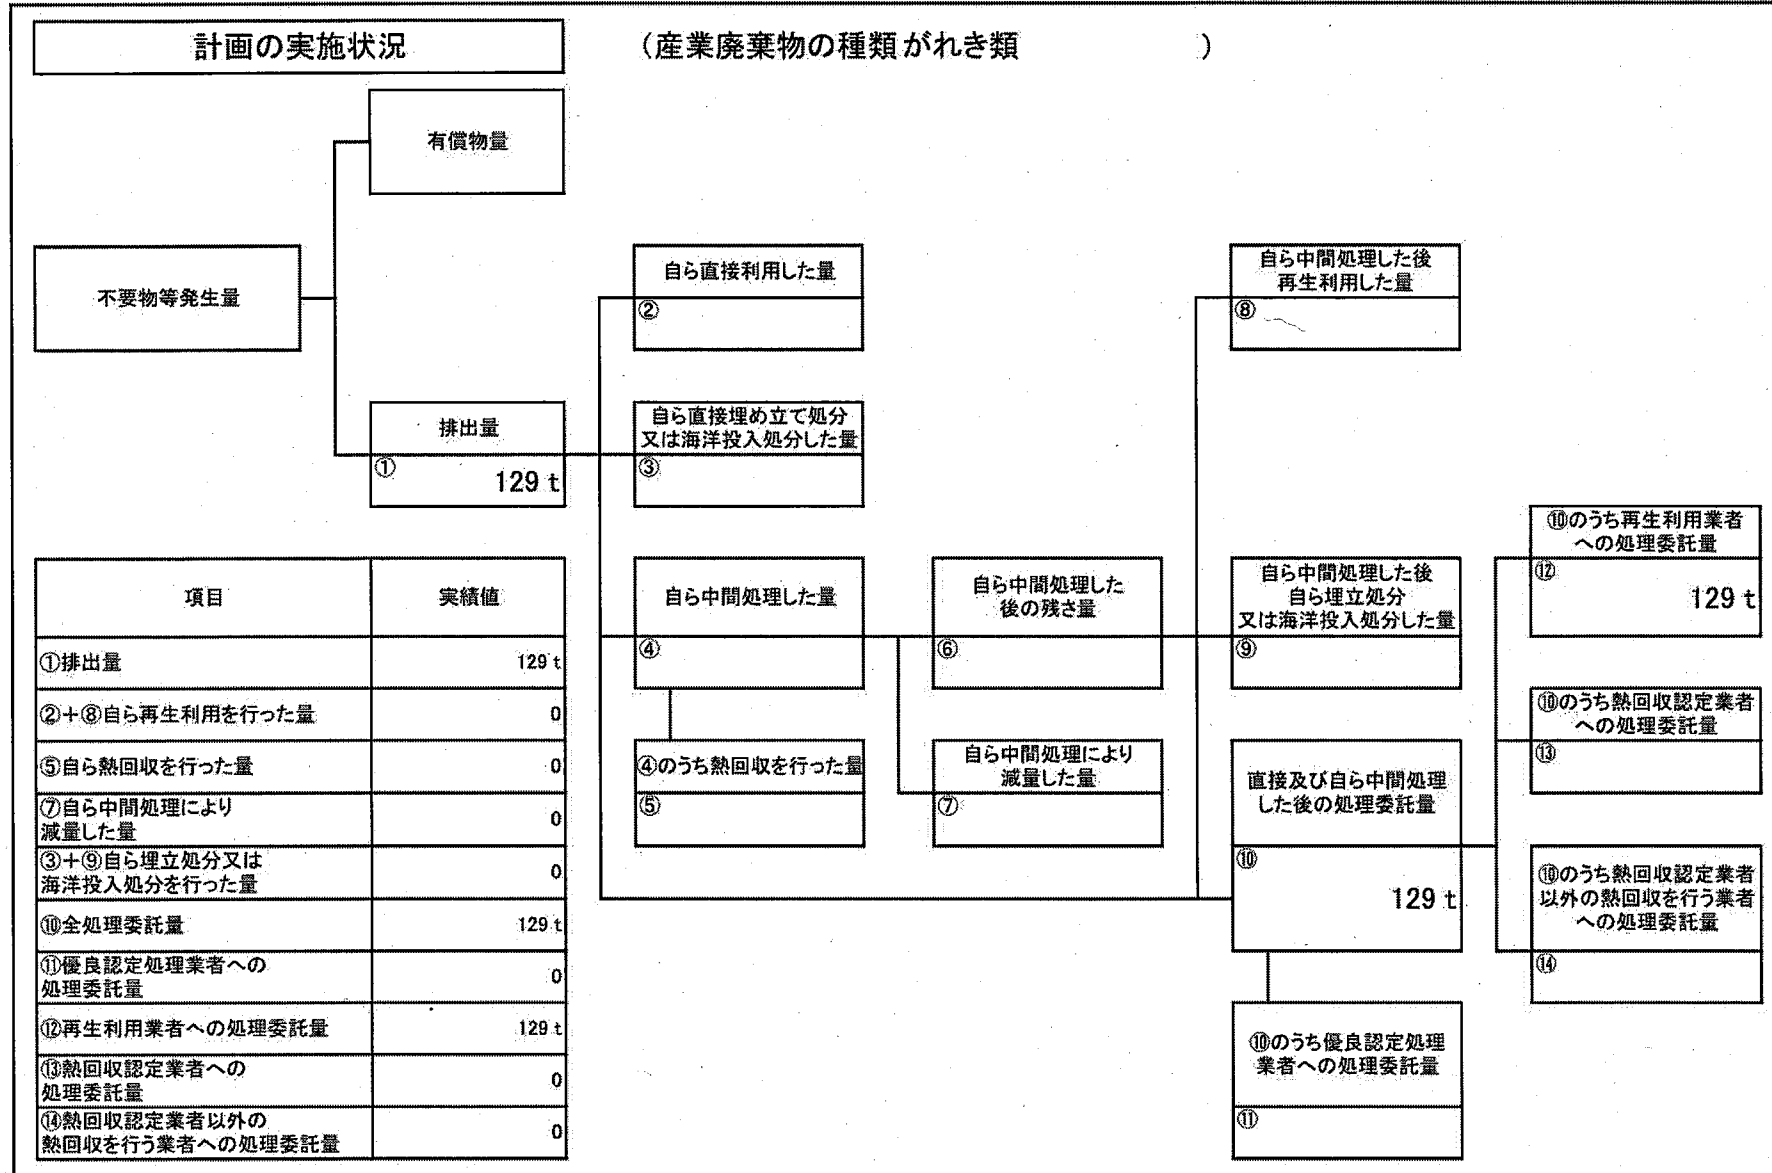 計画の実施状況
（産業廃棄物の種類 がれき類 ）
有償物量
不要物等発生量
自ら直接利用した量
②
自ら中間処理した後
再生利用した量
⑧
排出量
①
129 t
自ら直接埋め立て処分
又は海洋投入処分した量
③
⑩のうち再生利用業者
への処理委託量
⑫
129 t
自ら中間処理した量
④
自ら中間処理した
後の残さ量
⑥
自ら中間処理した後
自ら埋立処分
又は海洋投入処分した量
⑨
⑩のうち熱回収認定業者
への処理委託量
⑬
④のうち熱回収を行った量
⑤
自ら中間処理により
減量した量
⑦
直接及び自ら中間処理
した後の処理委託量
⑩
129 t
⑩のうち熱回収認定業者
以外の熱回収を行う業者
への処理委託量
⑭
⑩のうち優良認定処理
業者への処理委託量
⑪
項目 実績値
①排出量 129 t
②＋⑧自ら再生利用を行った量 0
⑤自ら熱回収を行った量 0
⑦自ら中間処理により
減量した量 0
③＋⑨自ら埋立処分又は
海洋投入処分を行った量 0
⑩全処理委託量 129 t
⑪優良認定処理業者への
処理委託量 0
⑫再生利用業者への処理委託量 129 t
⑬熱回収認定業者への
処理委託量 0
⑭熱回収認定業者以外の
熱回収を行う業者への処理委託量 0